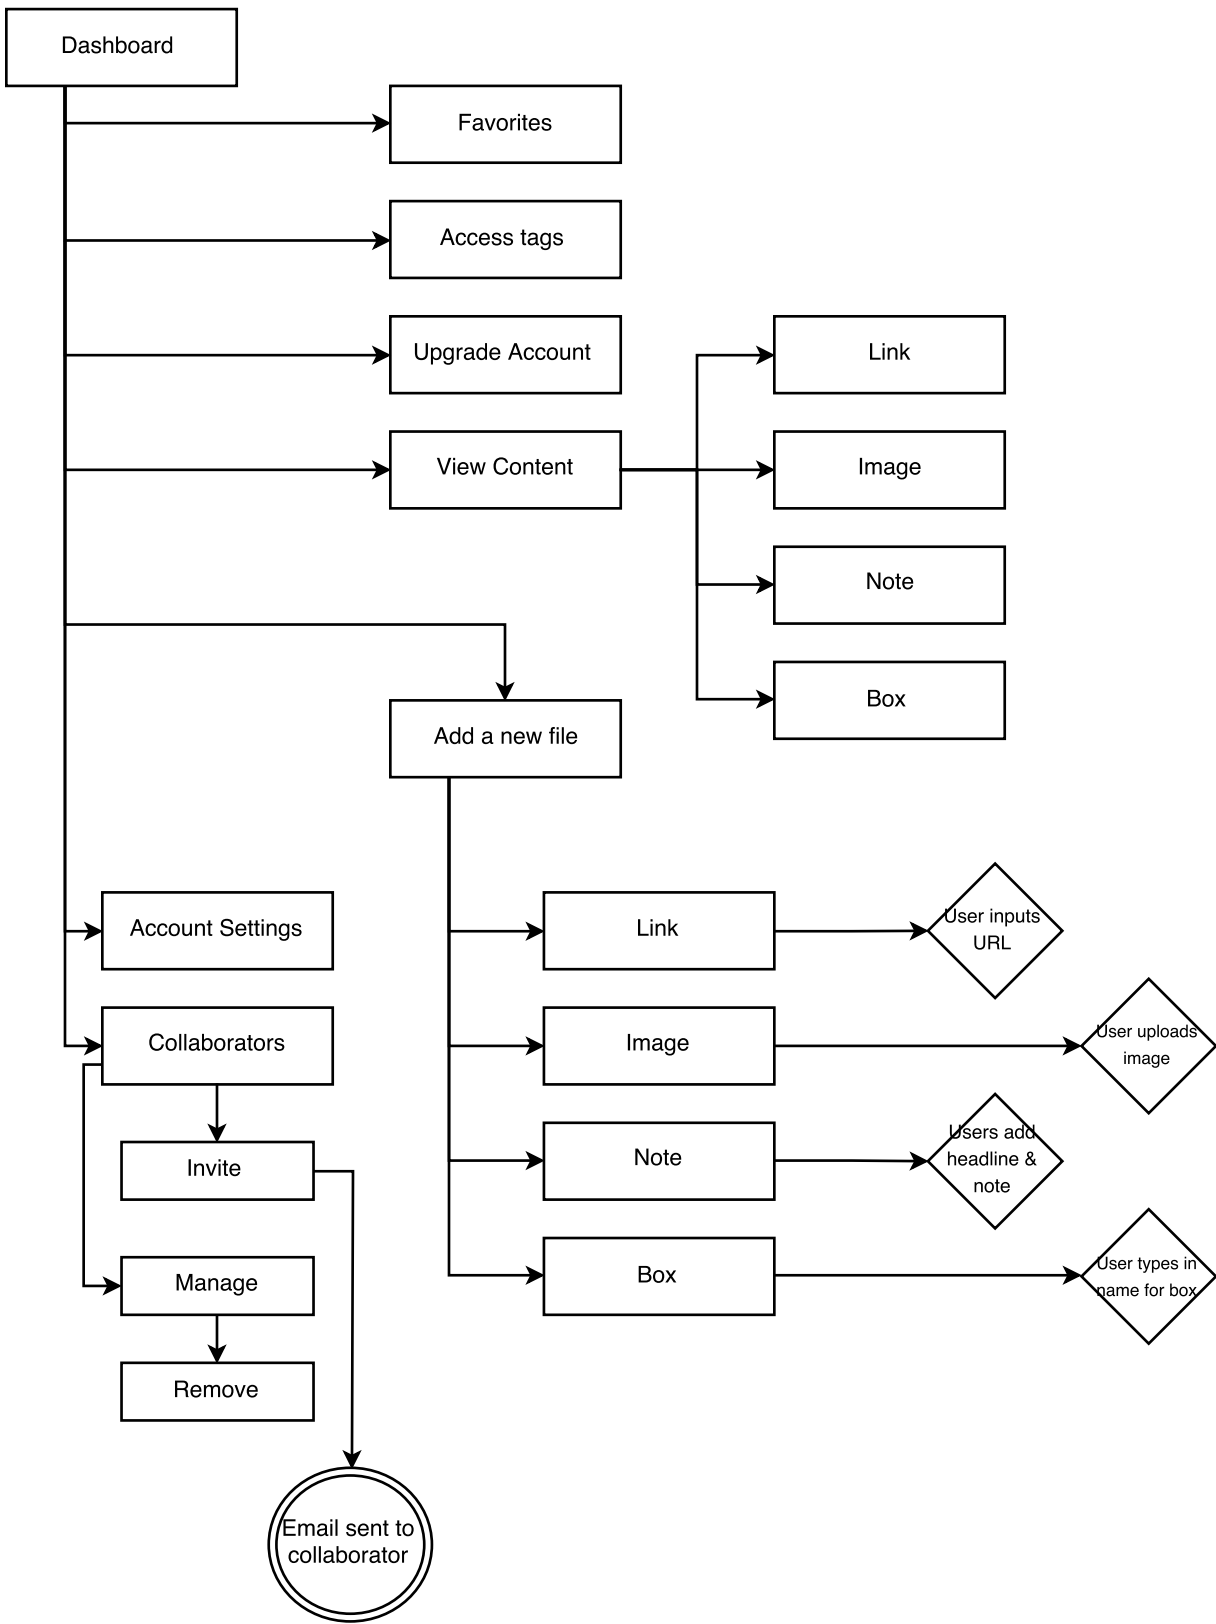 Dashboard
Favorites
Access tags
Upgrade Account
Link
View Content
Image
Note
Box
Add a new file
Account Settings
Link
User inputs
URL
Collaborators
Image
User uploads
image
Invite
Note
Users add
headline &
note
Manage
Box
User types in
name for box
Remove
Email sent to
collaborator